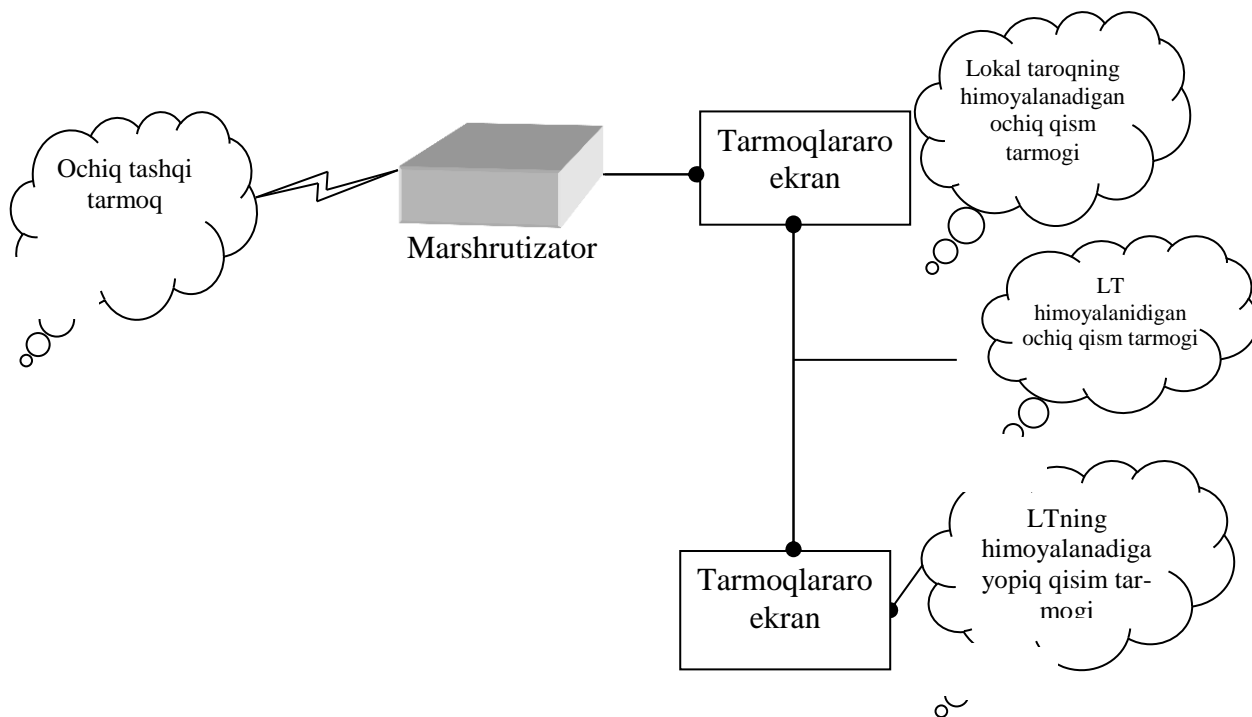 Ochiq tashqi
tarmoq
Marshrutizator
Tarmoqlararo
ekran
Lokal taroqning
himoyalanadigan
ochiq qism
tarmogi
LT
himoyalanidigan
ochiq qism tarmogi
Tarmoqlararo
ekran
LTning
himoyalanadiga
yopiq qisim tar-
mogi